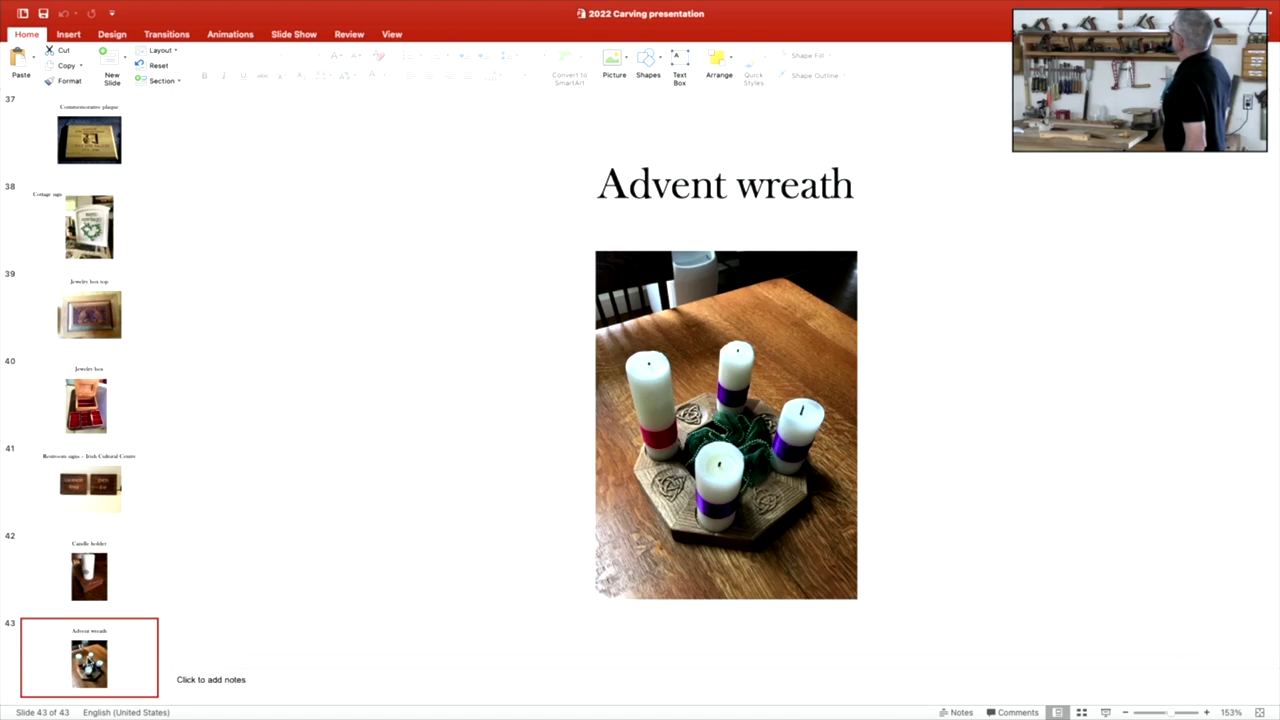 2022 Carving presentation
Home Insert Design Transitions Animations Slide Show Review View
Paste
Cut
Copy
Format
New Slide
Layout
Reset
Section
B I U abc
Convert to SmartArt
Picture
Shapes
A
Text Box
Arrange
Quick Styles
Shape Fill
Shape Outline
37
Commemorative plaque
38
Cottage sign
39
Jewelry box top
40
Jewelry box
41
Restroom signs - Irish Cultural Centre
42
Candle holder
43
Advent wreath
Advent wreath
Click to add notes
Slide 43 of 43 English (United States) Notes Comments 153%